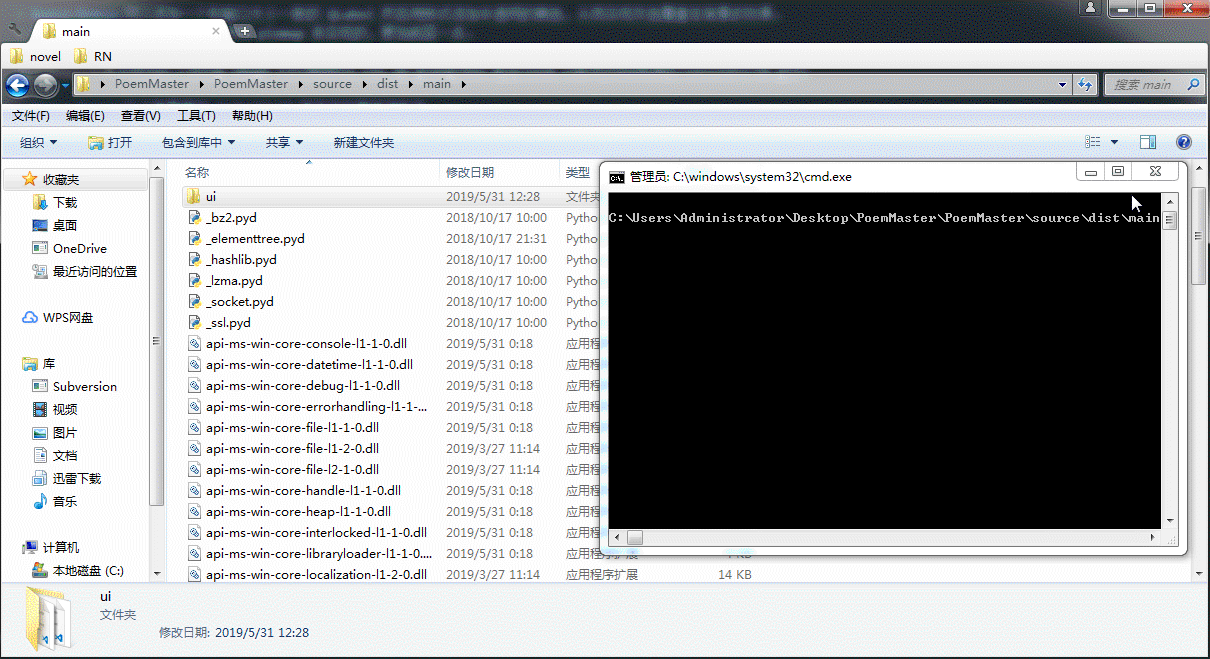 main
novel RN
PoemMaster PoemMaster source dist main 搜索 main
文件(F) 编辑(E) 查看(V) 工具(T) 帮助(H)
组织 打开 包含到库中 共享 新建文件夹
收藏夹
下载
桌面
OneDrive
最近访问的位置
WPS网盘
库
Subversion
视频
图片
文档
迅雷下载
音乐
计算机
本地磁盘 (C:)
名称 修改日期 类型
ui 2019/5/31 12:28 文件夹
_bz2.pyd 2018/10/17 10:00 Pytho
_elementtree.pyd 2018/10/17 21:31 Pytho
_hashlib.pyd 2018/10/17 10:00 Pytho
_lzma.pyd 2018/10/17 10:00 Pytho
_socket.pyd 2018/10/17 10:00 Pytho
_ssl.pyd 2018/10/17 10:00 Pytho
api-ms-win-core-console-l1-1-0.dll 2019/5/31 0:18 应用程
api-ms-win-core-datetime-l1-1-0.dll 2019/5/31 0:18 应用程
api-ms-win-core-debug-l1-1-0.dll 2019/5/31 0:18 应用程
api-ms-win-core-errorhandling-l1-1-... 2019/5/31 0:18 应用程
api-ms-win-core-file-l1-1-0.dll 2019/5/31 0:18 应用程
api-ms-win-core-file-l1-2-0.dll 2019/3/27 11:14 应用程
api-ms-win-core-file-l2-1-0.dll 2019/3/27 11:14 应用程
api-ms-win-core-handle-l1-1-0.dll 2019/5/31 0:18 应用程
api-ms-win-core-heap-l1-1-0.dll 2019/5/31 0:18 应用程
api-ms-win-core-interlocked-l1-1-0.dll 2019/5/31 0:18 应用程
api-ms-win-core-libraryloader-l1-1-0.... 2019/5/31 0:18 应用程序扩展 KB
api-ms-win-core-localization-l1-2-0.dll 2019/3/27 11:14 应用程序扩展 14 KB
管理员: C:\windows\system32\cmd.exe
C:\Users\Administrator\Desktop\PoemMaster\PoemMaster\source\dist\main
ui
文件夹
修改日期: 2019/5/31 12:28